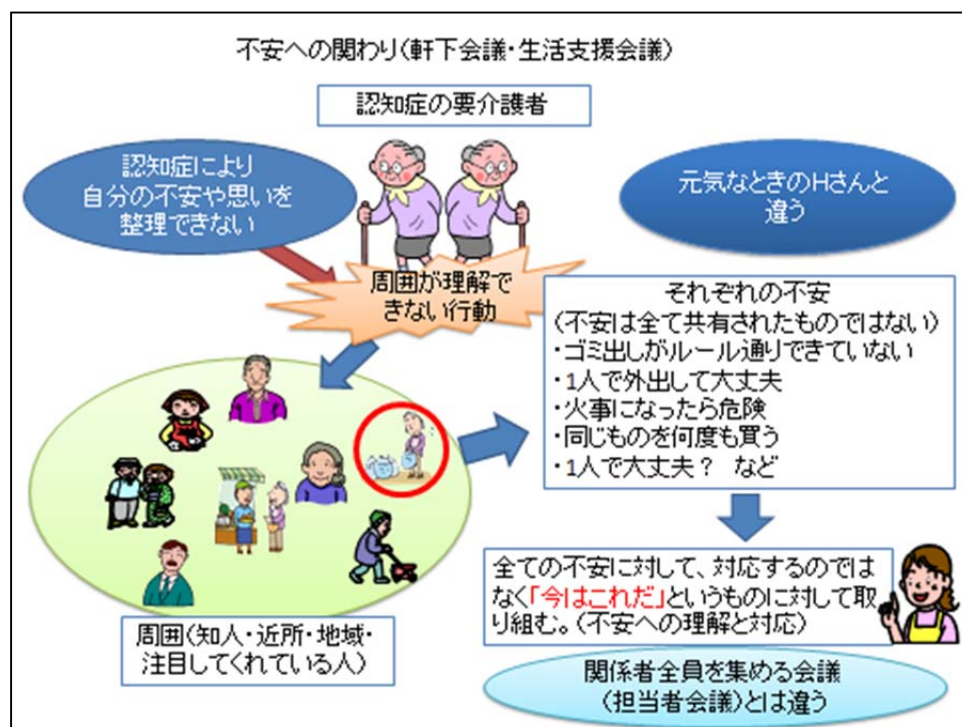 不安への関わり(軒下会議・生活支援会議)
認知症の要介護者
認知症により
自分の不安や思いを
整理できない
元気なときのHさんと
違う
周囲が理解で
きない行動
それぞれの不安
(不安は全て共有されたものではない)
・ゴミ出しがルール通りできていない
・1人で外出して大丈夫
・火事になったら危険
・同じものを何度も買う
・1人で大丈夫? など
全ての不安に対して、対応するのでは
なく「今はこれだ」というものに対して取
り組む。(不安への理解と対応)
周囲(知人・近所・地域・
注目してくれている人)
関係者全員を集める会議
(担当者会議)とは違う